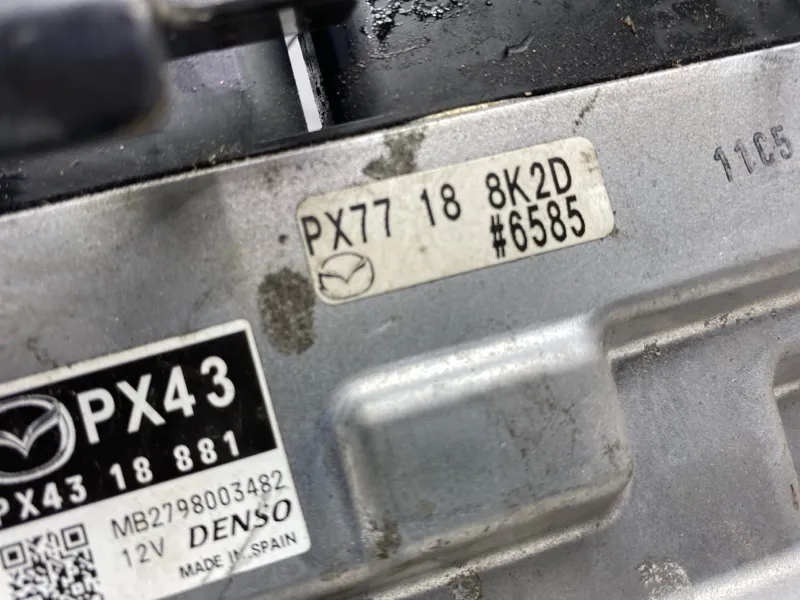 11C5
PX77 18 8K2D
#6585
PX43
PX43 18 881
MB2798003482
12V DENSO
MADE IN SPAIN